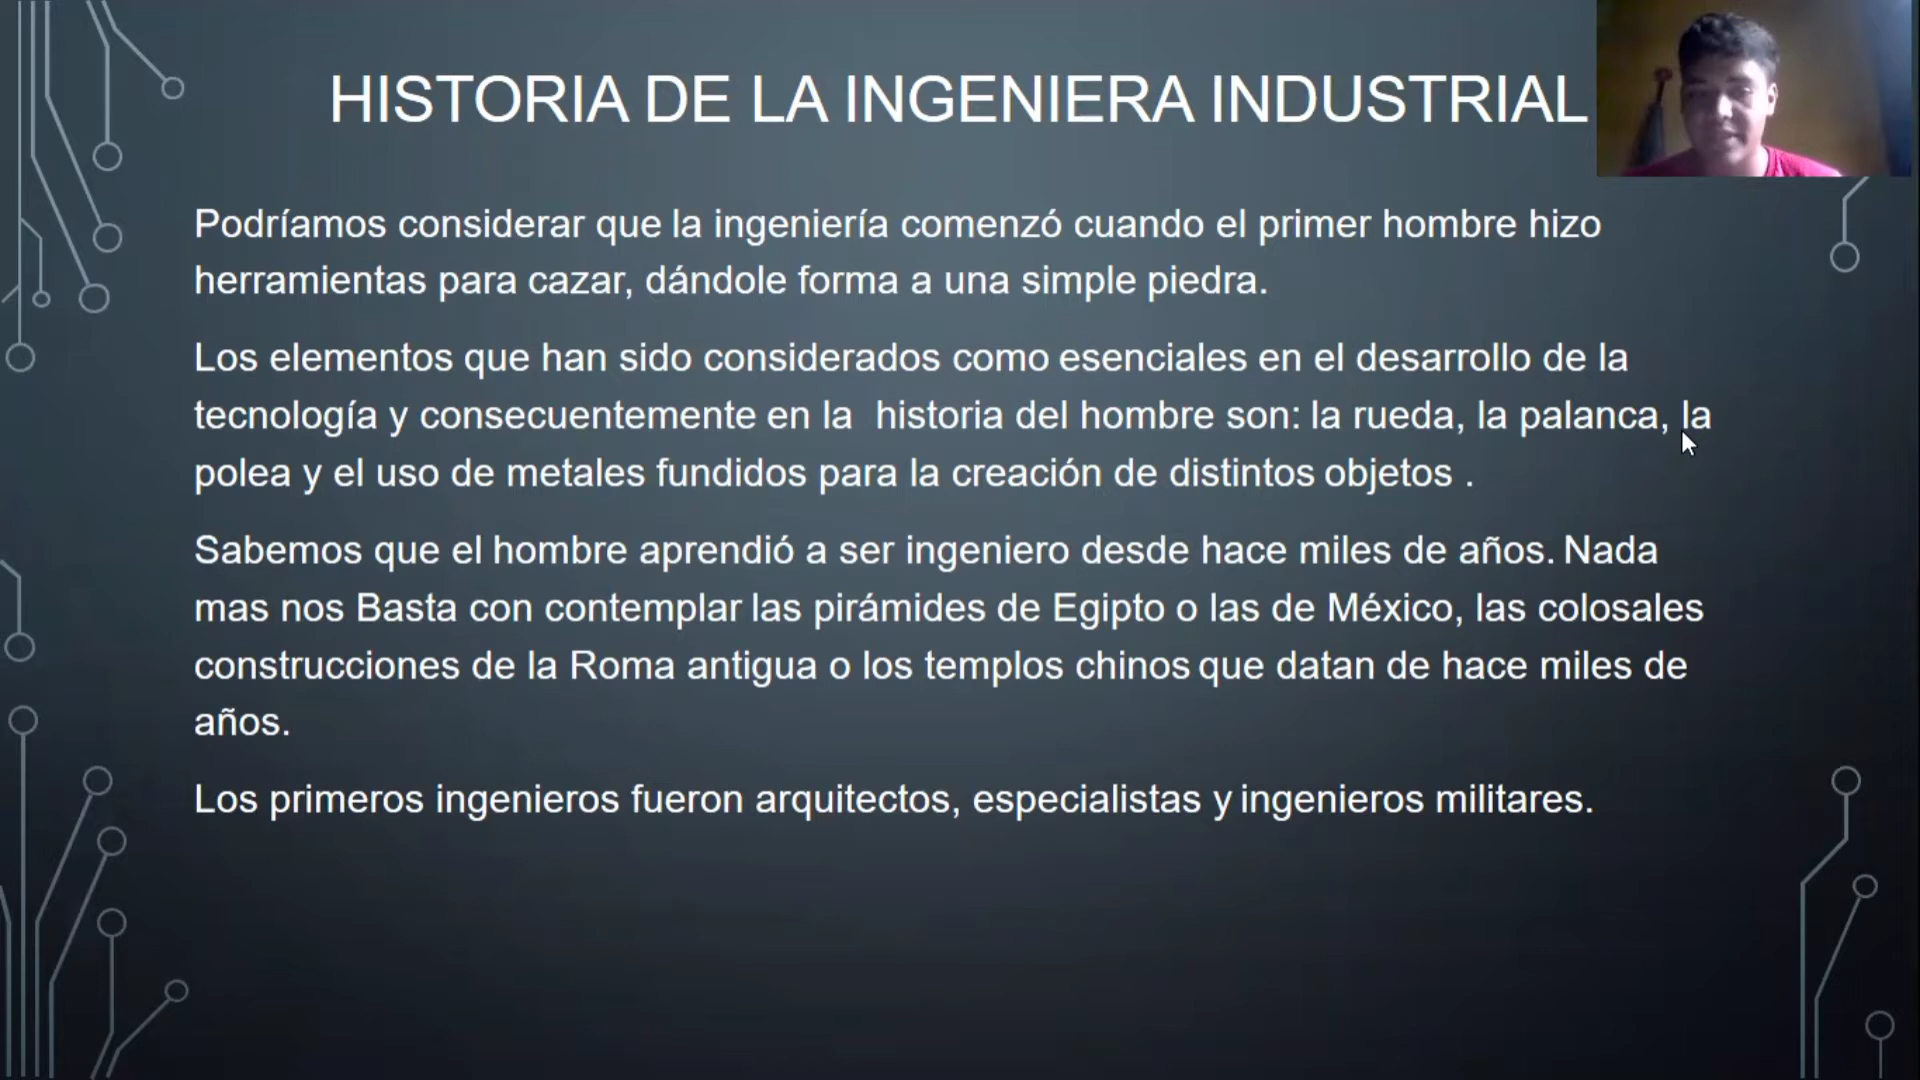 HISTORIA DE LA INGENIERA INDUSTRIAL
Podríamos considerar que la ingeniería comenzó cuando el primer hombre hizo
herramientas para cazar, dándole forma a una simple piedra.
Los elementos que han sido considerados como esenciales en el desarrollo de la
tecnología y consecuentemente en la  historia del hombre son: la rueda, la palanca, la
polea y el uso de metales fundidos para la creación de distintos objetos .
Sabemos que el hombre aprendió a ser ingeniero desde hace miles de años. Nada
mas nos Basta con contemplar las pirámides de Egipto o las de México, las colosales
construcciones de la Roma antigua o los templos chinos que datan de hace miles de
años.
Los primeros ingenieros fueron arquitectos, especialistas y ingenieros militares.